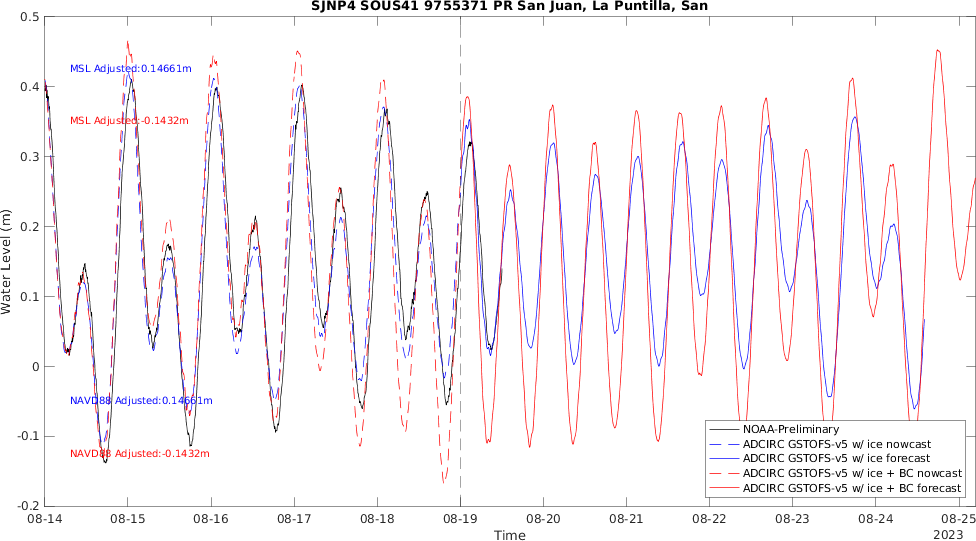 SJNP4 SOUS41 9755371 PR San Juan, La Puntilla, San
0.5
0.4
0.3
0.2
0.1
0
-0.1
-0.2
Water Level (m)
MSL Adjusted:0.14661m
MSL Adjusted:-0.1432m
NAVD88 Adjusted:0.14661m
NAVD88 Adjusted:-0.1432m
NOAA-Preliminary
ADCIRC GSTOFS-v5 w/ ice nowcast
ADCIRC GSTOFS-v5 w/ ice forecast
ADCIRC GSTOFS-v5 w/ ice + BC nowcast
ADCIRC GSTOFS-v5 w/ ice + BC forecast
08-14 08-15 08-16 08-17 08-18 08-19 08-20 08-21 08-22 08-23 08-24 08-25
Time
2023